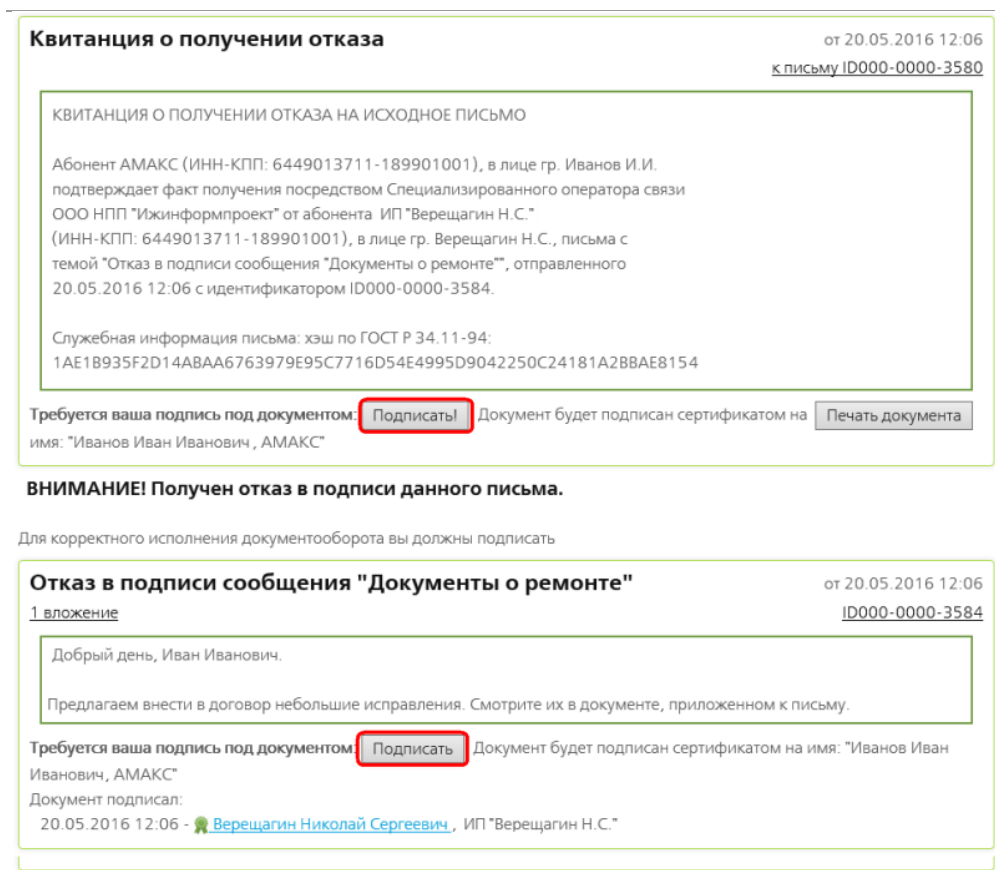 Квитанция о получении отказа
от 20.05.2016 12:06
к письму ID000-0000-3580
КВИТАНЦИЯ О ПОЛУЧЕНИИ ОТКАЗА НА ИСХОДНОЕ ПИСЬМО
Абонент АМАКС (ИНН-КПП: 6449013711-189901001), в лице гр. Иванов И.И.
подтверждает факт получения посредством Специализированного оператора связи
ООО НПП "Ижинформпроект" от абонента ИП "Верещагин Н.С."
(ИНН-КПП: 6449013711-189901001), в лице гр. Верещагин Н.С., письма с
темой "Отказ в подписи сообщения "Документы о ремонте"", отправленного
20.05.2016 12:06 с идентификатором ID000-0000-3584.
Служебная информация письма: хэш по ГОСТ Р 34.11-94:
1AE1B935F2D14ABAA6763979E95C7716D54E4995D9042250C24181A2BBAE8154
Требуется ваша подпись под документом: Подписать! Документ будет подписан сертификатом на Печать документа
имя: "Иванов Иван Иванович , АМАКС"
ВНИМАНИЕ! Получен отказ в подписи данного письма.
Для корректного исполнения документооборота вы должны подписать
Отказ в подписи сообщения "Документы о ремонте"
от 20.05.2016 12:06
1 вложение
ID000-0000-3584
Добрый день, Иван Иванович.
Предлагаем внести в договор небольшие исправления. Смотрите их в документе, приложенном к письму.
Требуется ваша подпись под документом: Подписать Документ будет подписан сертификатом на имя: "Иванов Иван
Иванович , АМАКС"
Документ подписал:
20.05.2016 12:06 - Верещагин Николай Сергеевич , ИП "Верещагин Н.С."